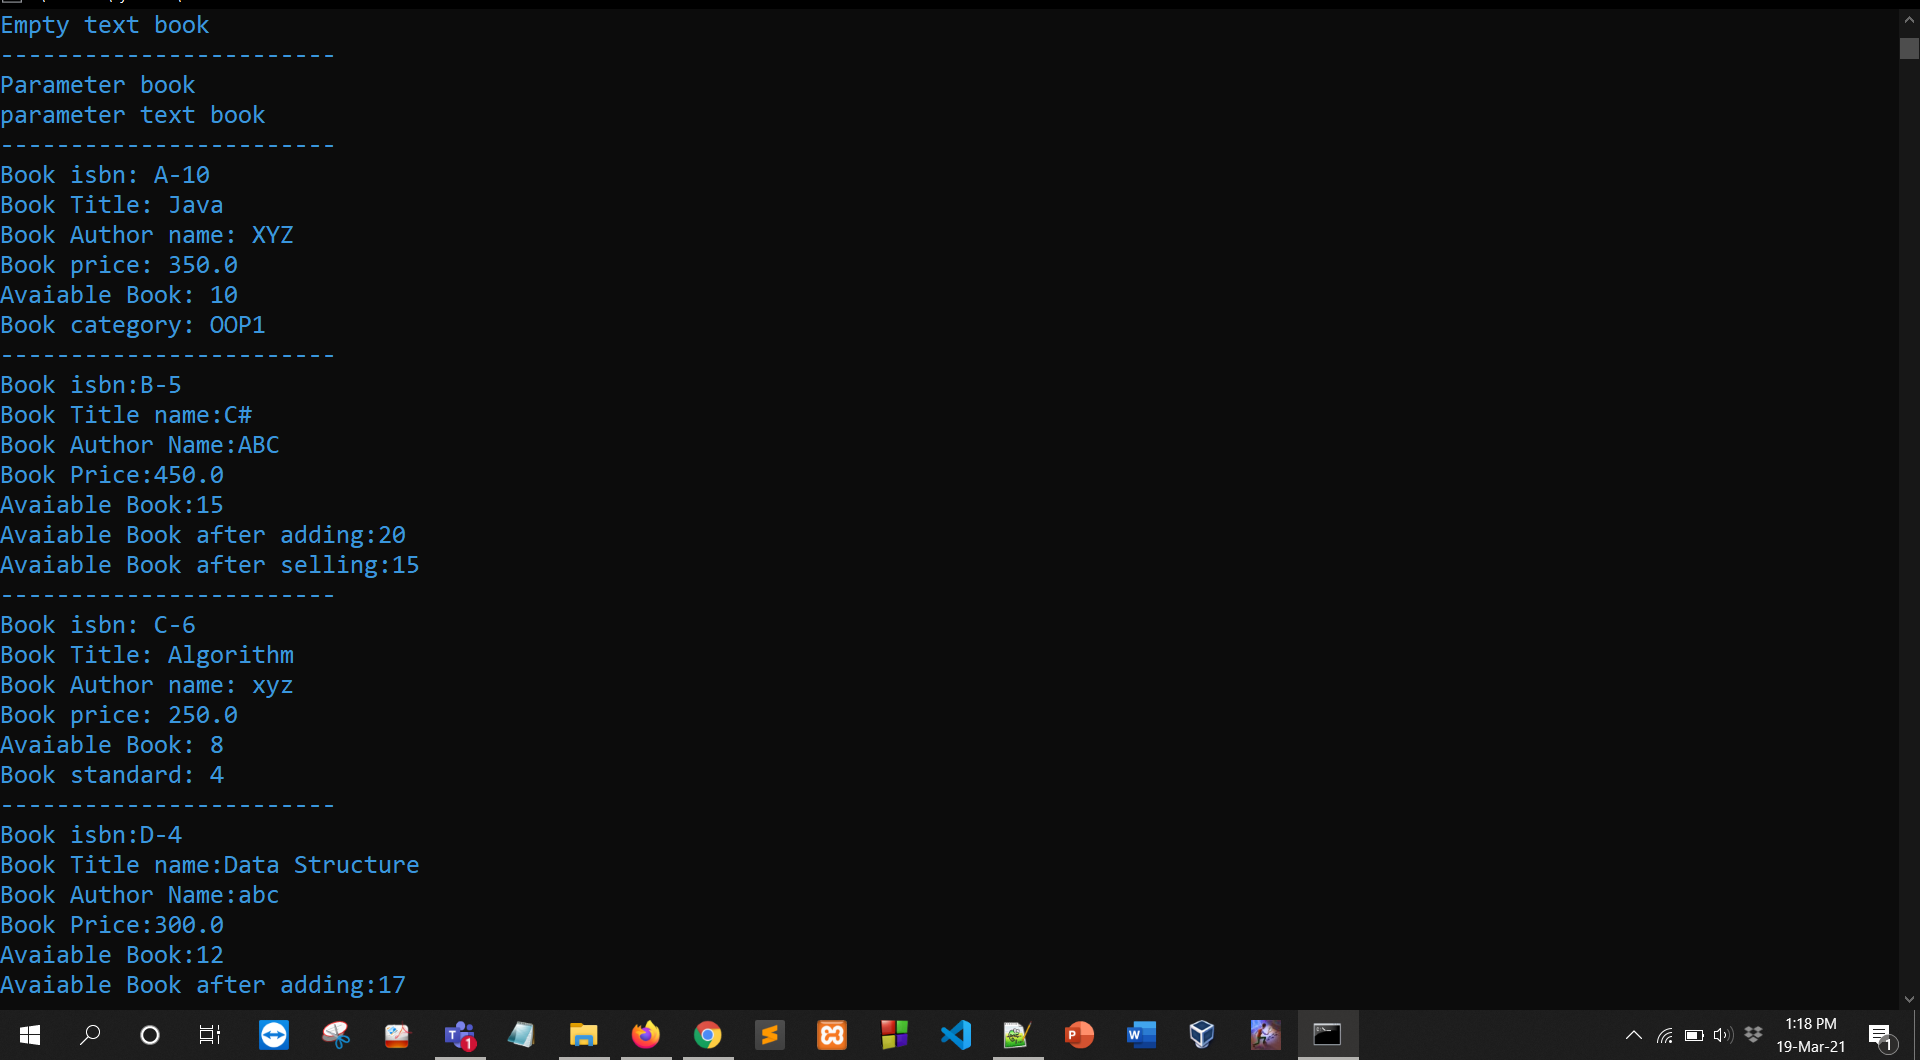 Empty text book
------------------------
Parameter book
parameter text book
------------------------
Book isbn: A-10
Book Title: Java
Book Author name: XYZ
Book price: 350.0
Avaiable Book: 10
Book category: OOP1
------------------------
Book isbn:B-5
Book Title name:C#
Book Author Name:ABC
Book Price:450.0
Avaiable Book:15
Avaiable Book after adding:20
Avaiable Book after selling:15
------------------------
Book isbn: C-6
Book Title: Algorithm
Book Author name: xyz
Book price: 250.0
Avaiable Book: 8
Book standard: 4
------------------------
Book isbn:D-4
Book Title name:Data Structure
Book Author Name:abc
Book Price:300.0
Avaiable Book:12
Avaiable Book after adding:17
1:18 PM
19-Mar-21